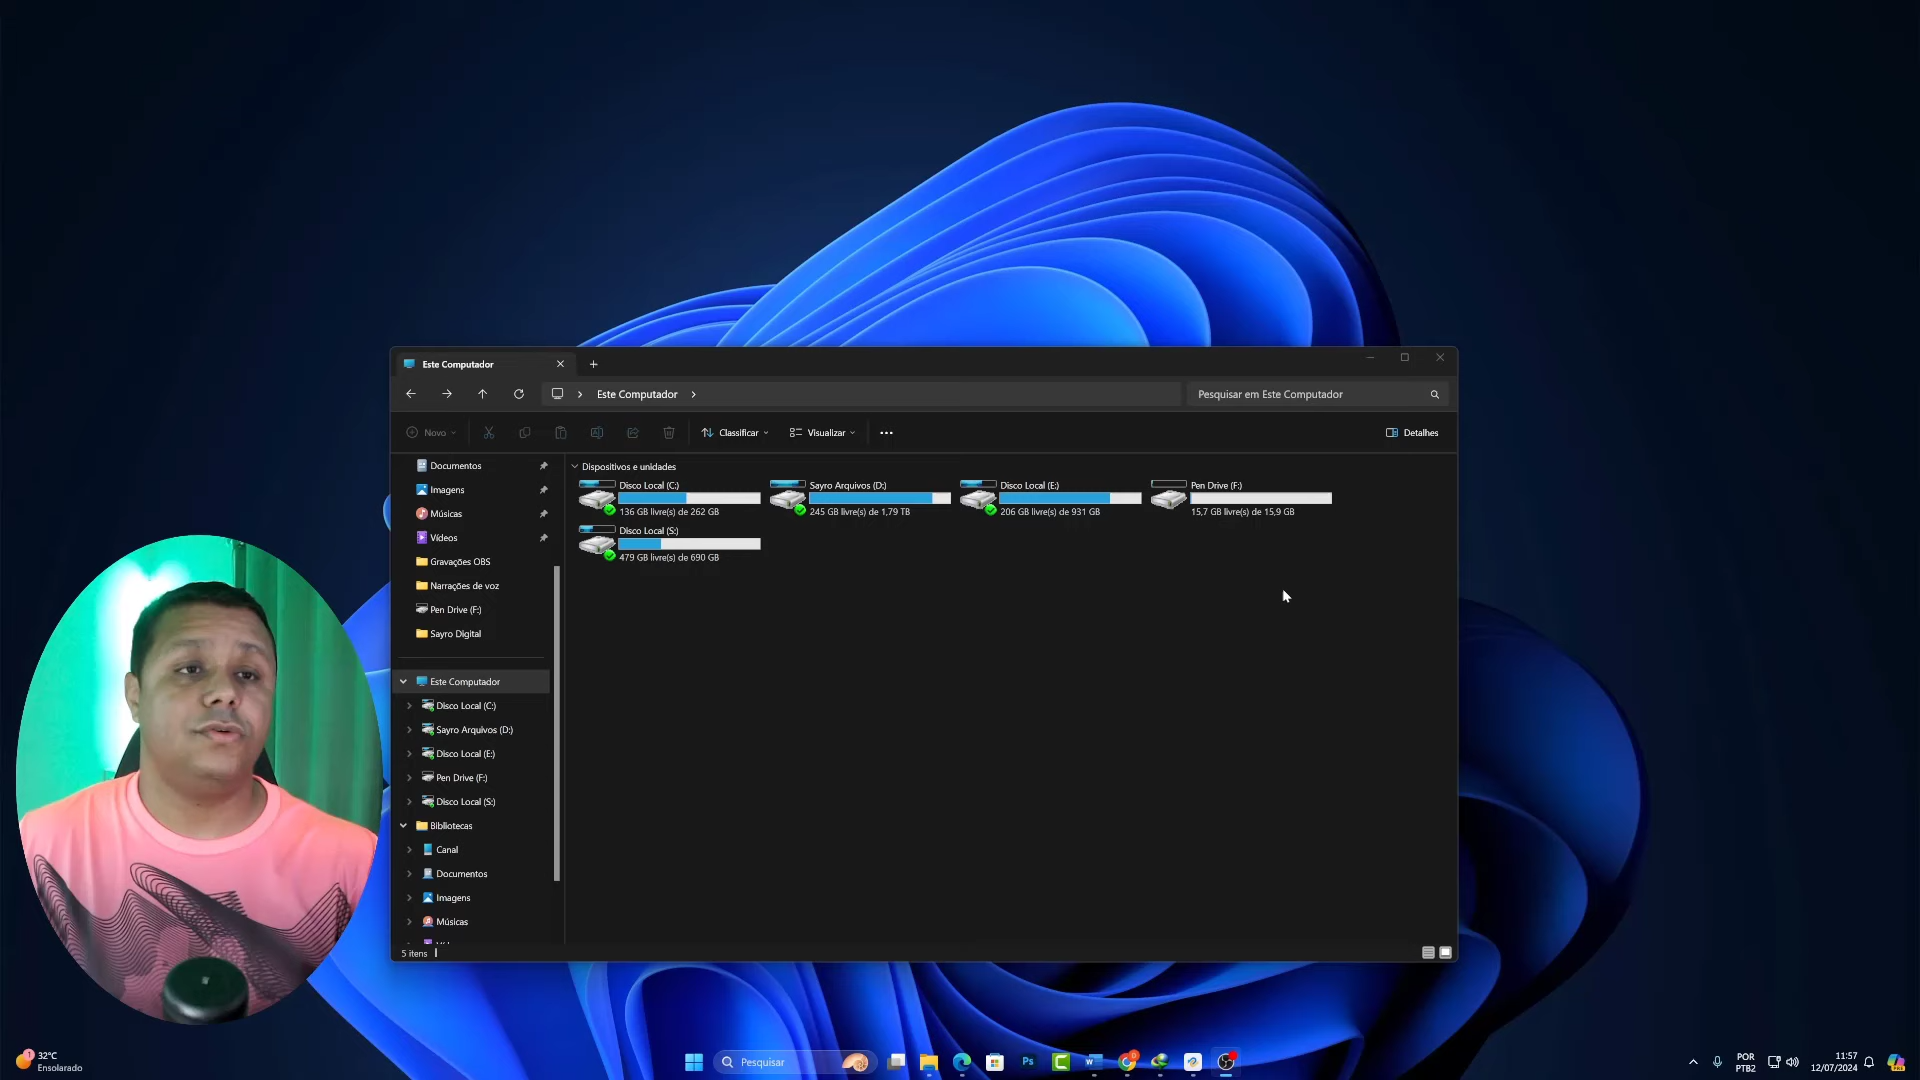 Este Computador
Este Computador
Pesquisar em Este Computador
Novo
Classificar
Visualizar
Detalhes
Documentos
Imagens
Músicas
Vídeos
Gravações OBS
Narrações de voz
Pen Drive (F:)
Sayro Digital
Este Computador
Disco Local (C:)
Sayro Arquivos (D:)
Disco Local (E:)
Pen Drive (F:)
Disco Local (S:)
Bibliotecas
Canal
Documentos
Imagens
Músicas
5 itens
Dispositivos e unidades
Disco Local (C:)
136 GB livre(s) de 262 GB
Sayro Arquivos (D:)
245 GB livre(s) de 1,79 TB
Disco Local (E:)
206 GB livre(s) de 931 GB
Pen Drive (F:)
15,7 GB livre(s) de 15,9 GB
Disco Local (S:)
479 GB livre(s) de 690 GB
1
32°C
Ensolarado
Pesquisar
Ps
W
POR
PTB2
11:57
12/07/2024